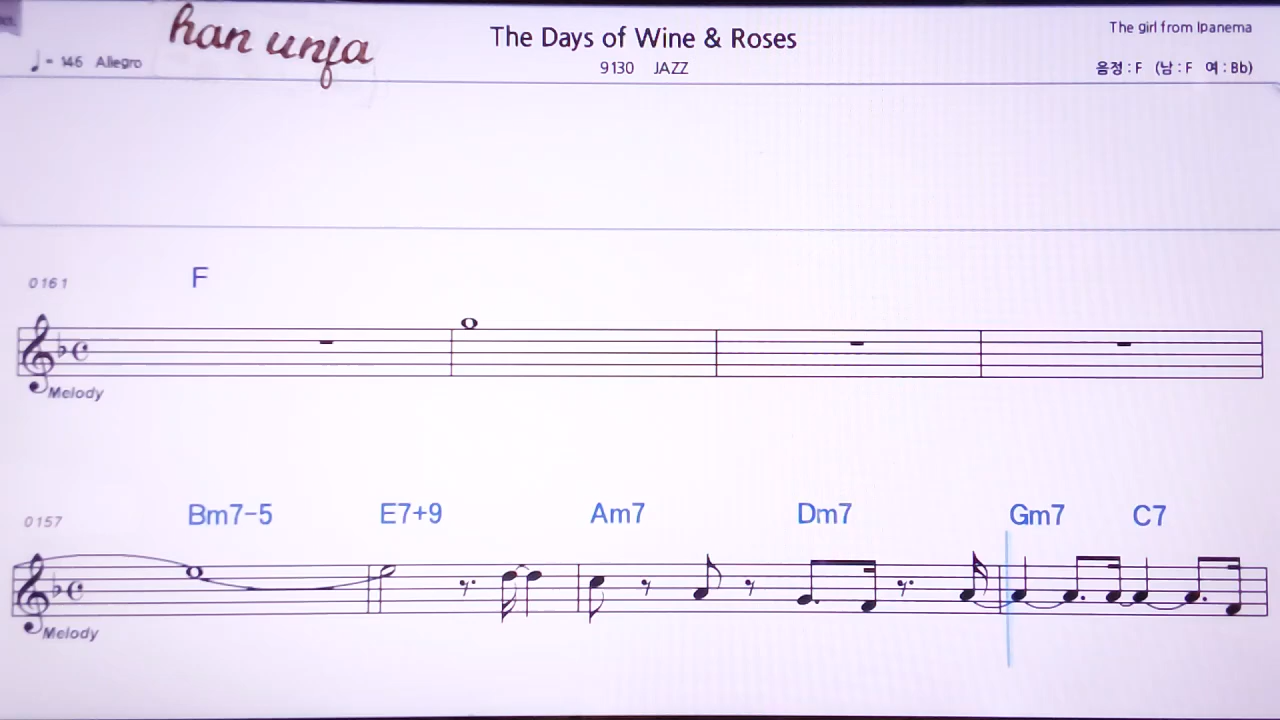 han unfa
The Days of Wine & Roses
The girl from Ipanema
♩= 146 Allegro
9130 JAZZ
음정 : F (남 : F 여 : Bb)
0161 F
Melody
0157 Bm7-5 E7+9 Am7 Dm7 Gm7 C7
Melody